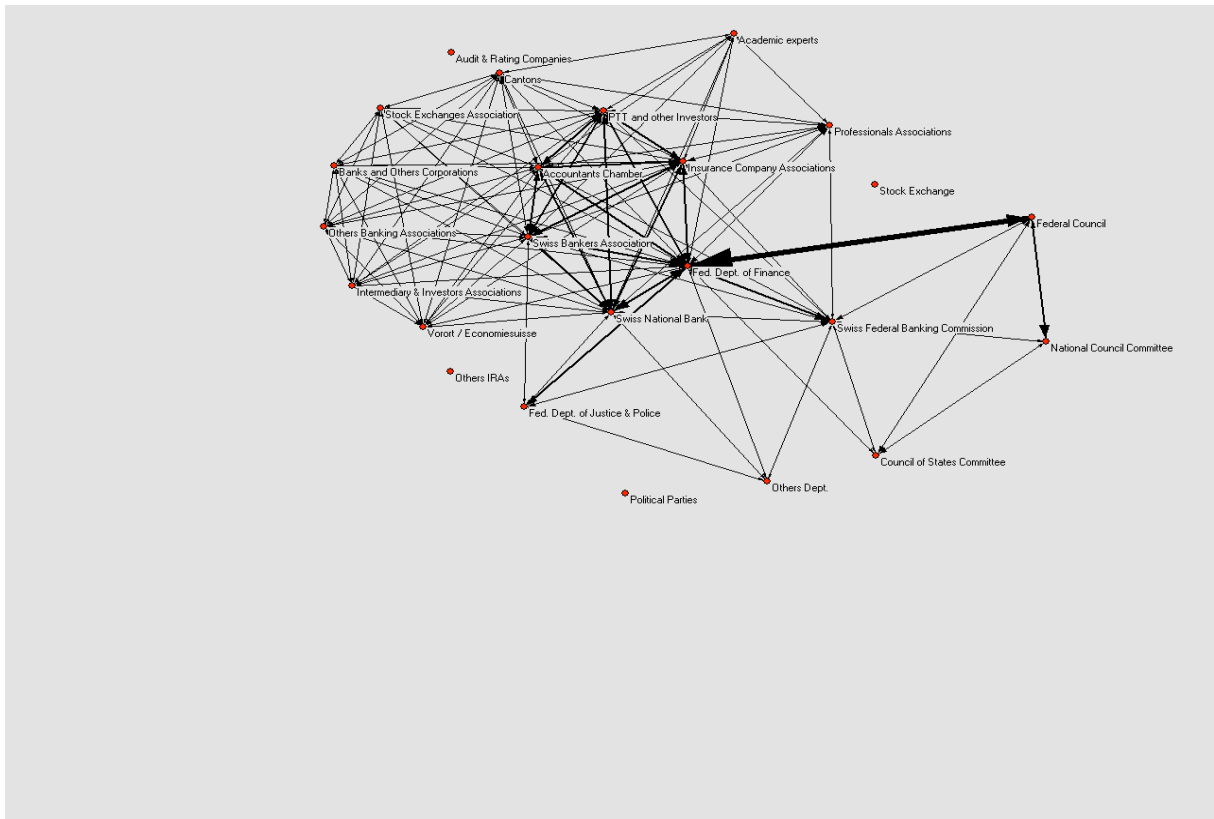 Academic experts
Audit & Rating Companies
Cantons
Stock Exchanges Association
PTT and other Investors
Professionals Associations
Banks and Others Corporations
Accountants Chamber
Insurance Company Associations
Stock Exchange
Federal Council
Others Banking Associations
Swiss Bankers Association
Fed. Dept. of Finance
Intermediary & Investors Associations
Swiss National Bank
Swiss Federal Banking Commission
Vorort / Economiesuisse
National Council Committee
Others IRAs
Fed. Dept. of Justice & Police
Council of States Committee
Others Dept.
Political Parties